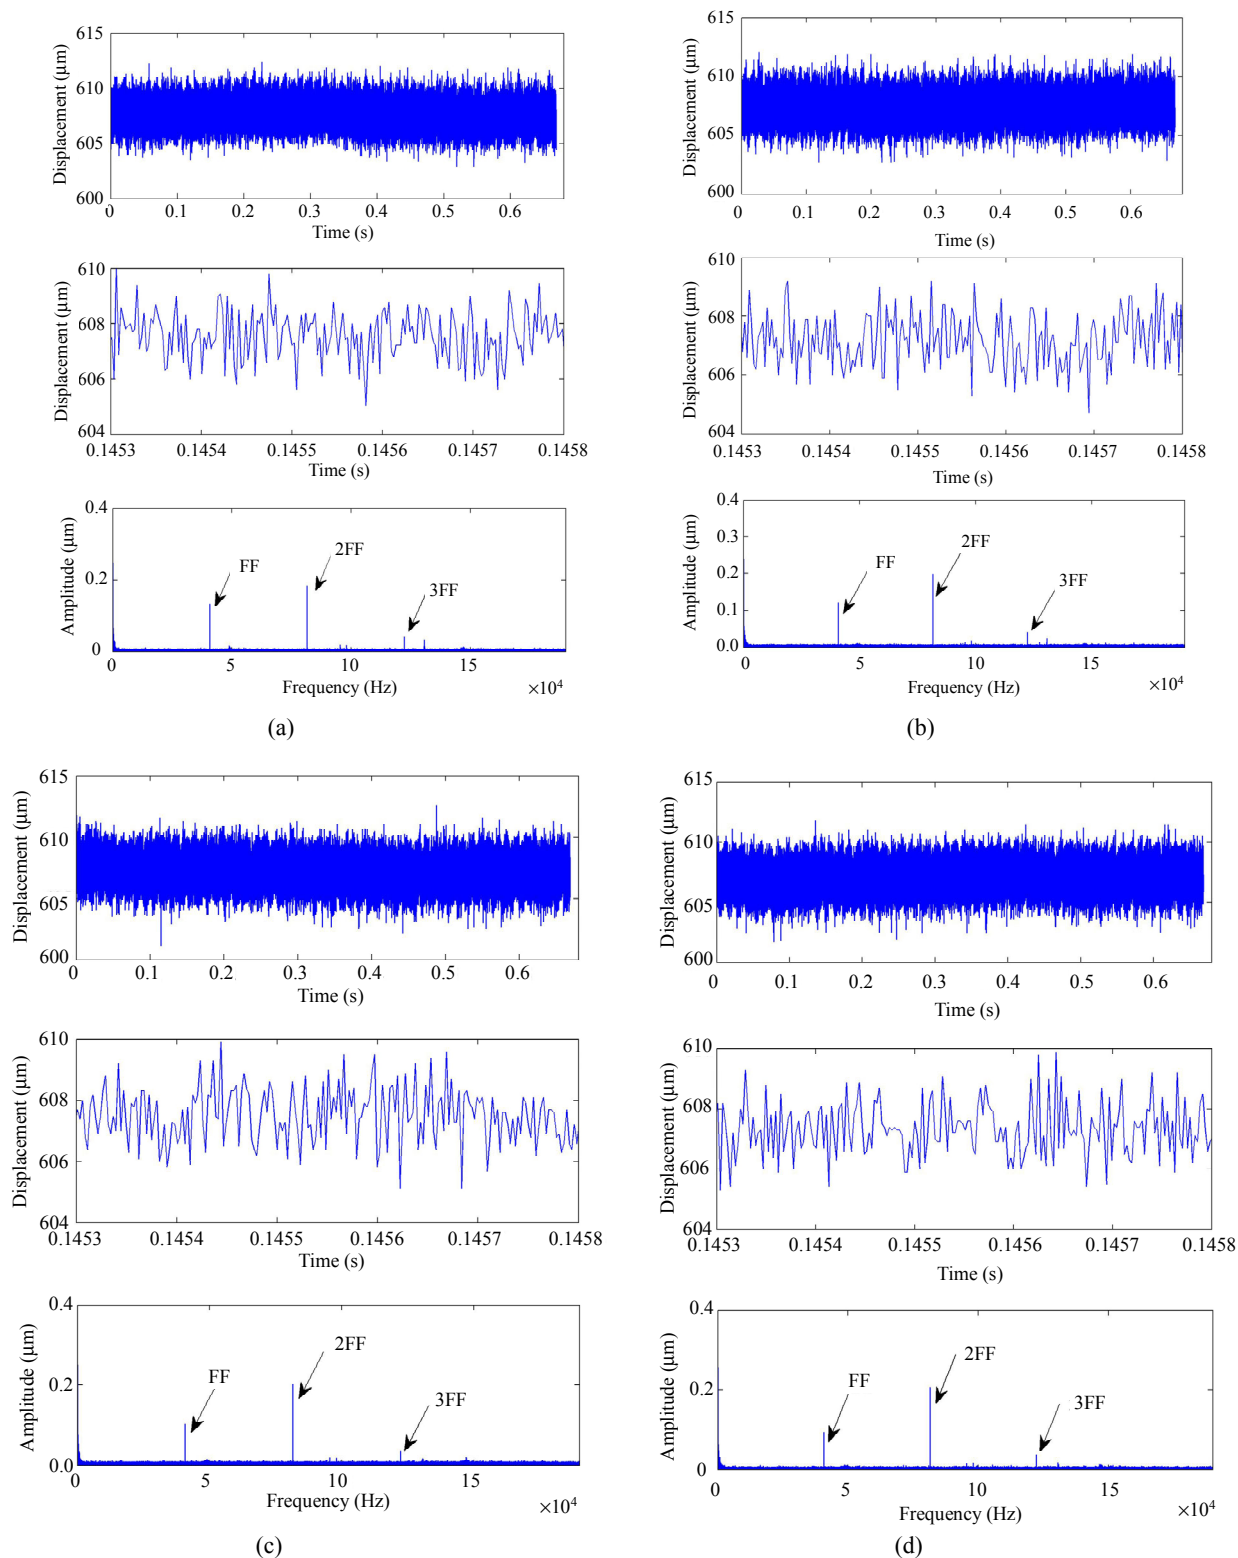 615
610
605
600
Displacement (μm)
0 0.1 0.2 0.3 0.4 0.5 0.6
Time (s)
610
608
606
604
Displacement (μm)
0.1453 0.1454 0.1455 0.1456 0.1457 0.1458
Time (s)
0.4
0.2
0
Amplitude (μm)
FF
2FF
3FF
0 5 10 15
Frequency (Hz)
×10⁴
(a)
615
610
605
600
Displacement (μm)
0 0.1 0.2 0.3 0.4 0.5 0.6
Time (s)
610
608
606
604
Displacement (μm)
0.1453 0.1454 0.1455 0.1456 0.1457 0.1458
Time (s)
0.4
0.3
0.2
0.1
0.0
Amplitude (μm)
FF
2FF
3FF
0 5 10 15
Frequency (Hz)
×10⁴
(b)
615
610
605
600
Displacement (μm)
0 0.1 0.2 0.3 0.4 0.5 0.6
Time (s)
610
608
606
604
Displacement (μm)
0.1453 0.1454 0.1455 0.1456 0.1457 0.1458
Time (s)
0.4
0.2
0.0
Amplitude (μm)
FF
2FF
3FF
5 10 15
Frequency (Hz)
×10⁴
(c)
615
610
605
600
Displacement (μm)
0 0.1 0.2 0.3 0.4 0.5 0.6
Time (s)
610
608
606
604
Displacement (μm)
0.1453 0.1454 0.1455 0.1456 0.1457 0.1458
Time (s)
0.4
0.2
0
Amplitude (μm)
FF
2FF
3FF
0 5 10 15
Frequency (Hz)
×10⁴
(d)